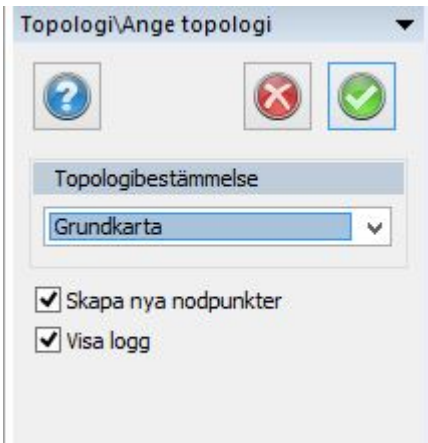 Topologi\Ange topologi
Topologibestämmelse
Grundkarta
Skapa nya nodpunkter
Visa logg